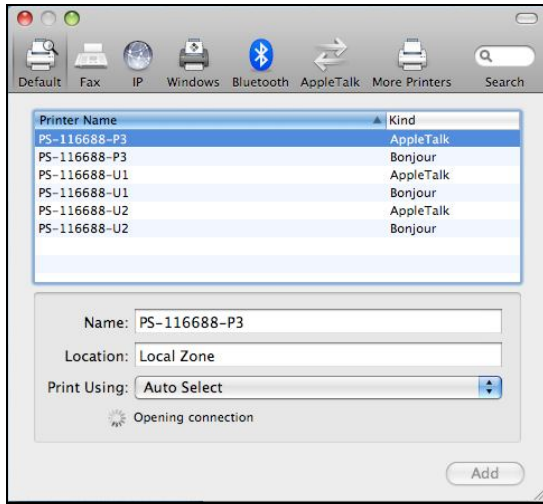 Default Fax IP Windows Bluetooth AppleTalk More Printers Search
Printer Name Kind
PS-116688-P3 AppleTalk
PS-116688-P3 Bonjour
PS-116688-U1 AppleTalk
PS-116688-U1 Bonjour
PS-116688-U2 AppleTalk
PS-116688-U2 Bonjour
Name: PS-116688-P3
Location: Local Zone
Print Using: Auto Select
Opening connection
Add